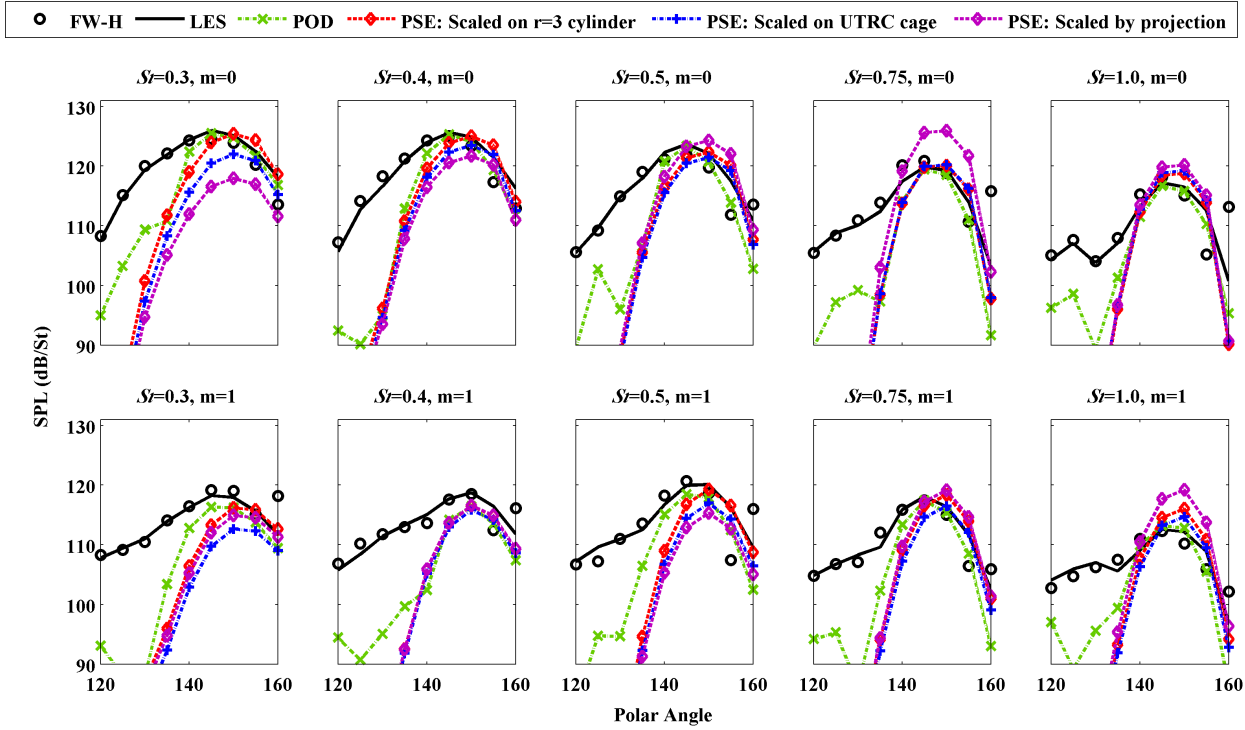 FW-H LES POD PSE: Scaled on r=3 cylinder PSE: Scaled on UTRC cage PSE: Scaled by projection
St=0.3, m=0 St=0.4, m=0 St=0.5, m=0 St=0.75, m=0 St=1.0, m=0
130
120
110
100
90
St=0.3, m=1 St=0.4, m=1 St=0.5, m=1 St=0.75, m=1 St=1.0, m=1
130
120
110
100
90
120 140 160 120 140 160 120 140 160 120 140 160 120 140 160
SPL (dB/St)
Polar Angle